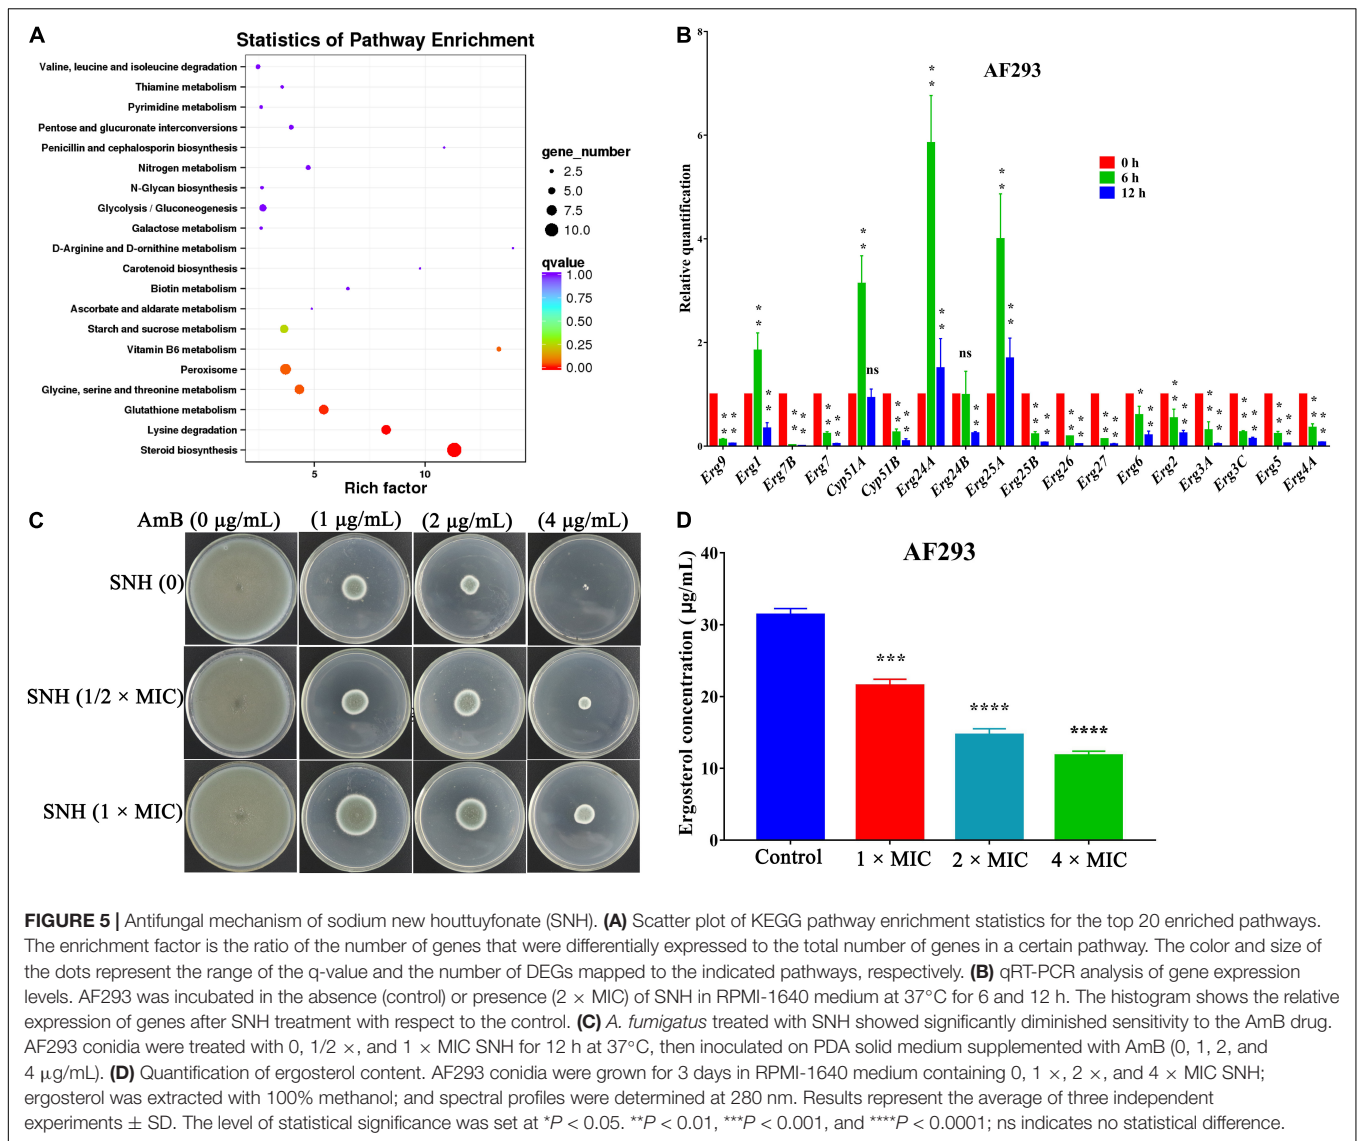 A
Statistics of Pathway Enrichment
Valine, leucine and isoleucine degradation
Thiamine metabolism
Pyrimidine metabolism
Pentose and glucuronate interconversions
Penicillin and cephalosporin biosynthesis
Nitrogen metabolism
N-Glycan biosynthesis
Glycolysis / Gluconeogenesis
Galactose metabolism
D-Arginine and D-ornithine metabolism
Carotenoid biosynthesis
Biotin metabolism
Ascorbate and aldarate metabolism
Starch and sucrose metabolism
Vitamin B6 metabolism
Peroxisome
Glycine, serine and threonine metabolism
Glutathione metabolism
Lysine degradation
Steroid biosynthesis
5 10
Rich factor
gene_number
2.5
5.0
7.5
10.0
qvalue
1.00
0.75
0.50
0.25
0.00
B
AF293
Relative quantification
8
6
4
2
0
0 h
6 h
12 h
** ** ** ** ** ** ** ** ns ** ** ** ** ** ns ** ** ** ** ** ** ** ** ** ** ** ** ** ** ** ** ** ** ** ** **
Erg9 Erg1 Erg7B Erg7 Cyp51A Cyp51B Erg24A Erg24B Erg25A Erg25B Erg26 Erg27 Erg6 Erg2 Erg3A Erg3C Erg5 Erg4A
C
AmB (0 µg/mL) (1 µg/mL) (2 µg/mL) (4 µg/mL)
SNH (0)
SNH (1/2 × MIC)
SNH (1 × MIC)
D
AF293
Ergosterol concentration ( µg/mL)
40
30
20
10
0
*** **** ****
Control 1 × MIC 2 × MIC 4 × MIC
FIGURE 5 | Antifungal mechanism of sodium new houttuyfonate (SNH). (A) Scatter plot of KEGG pathway enrichment statistics for the top 20 enriched pathways.
The enrichment factor is the ratio of the number of genes that were differentially expressed to the total number of genes in a certain pathway. The color and size of
the dots represent the range of the q-value and the number of DEGs mapped to the indicated pathways, respectively. (B) qRT-PCR analysis of gene expression
levels. AF293 was incubated in the absence (control) or presence (2 × MIC) of SNH in RPMI-1640 medium at 37°C for 6 and 12 h. The histogram shows the relative
expression of genes after SNH treatment with respect to the control. (C) A. fumigatus treated with SNH showed significantly diminished sensitivity to the AmB drug.
AF293 conidia were treated with 0, 1/2 ×, and 1 × MIC SNH for 12 h at 37°C, then inoculated on PDA solid medium supplemented with AmB (0, 1, 2, and
4 µg/mL). (D) Quantification of ergosterol content. AF293 conidia were grown for 3 days in RPMI-1640 medium containing 0, 1 ×, 2 ×, and 4 × MIC SNH;
ergosterol was extracted with 100% methanol; and spectral profiles were determined at 280 nm. Results represent the average of three independent
experiments ± SD. The level of statistical significance was set at *P < 0.05. **P < 0.01, ***P < 0.001, and ****P < 0.0001; ns indicates no statistical difference.